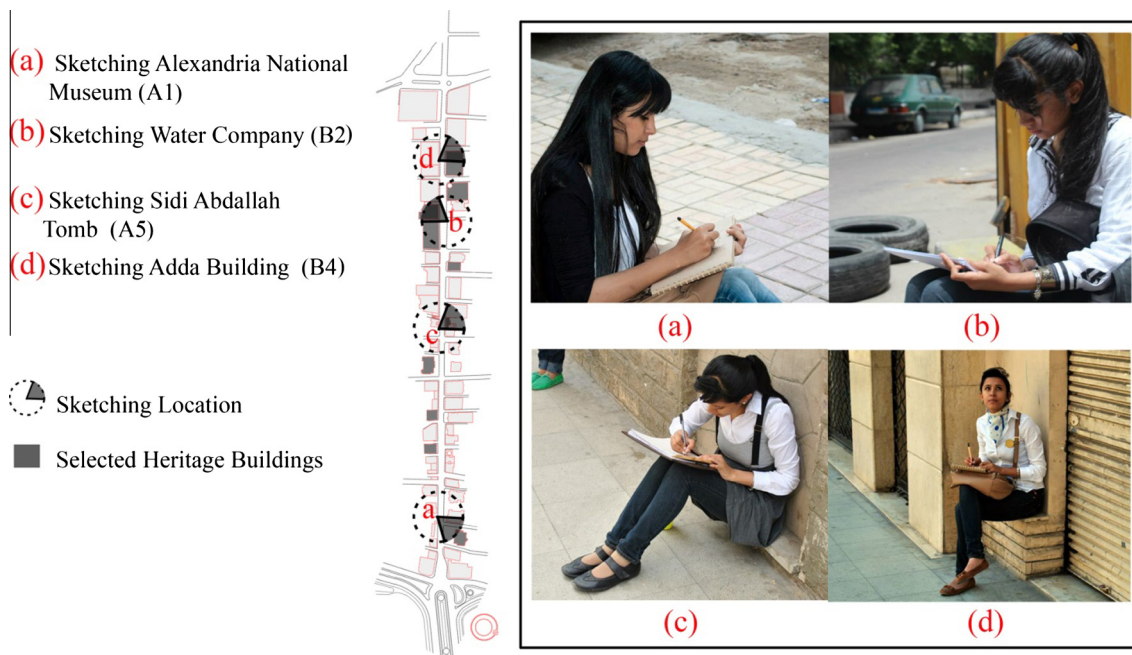 (a) Sketching Alexandria National
Museum (A1)
(b) Sketching Water Company (B2)
(c) Sketching Sidi Abdallah
Tomb (A5)
(d) Sketching Adda Building (B4)
Sketching Location
Selected Heritage Buildings
d
b
c
a
(a)
(b)
(c)
(d)